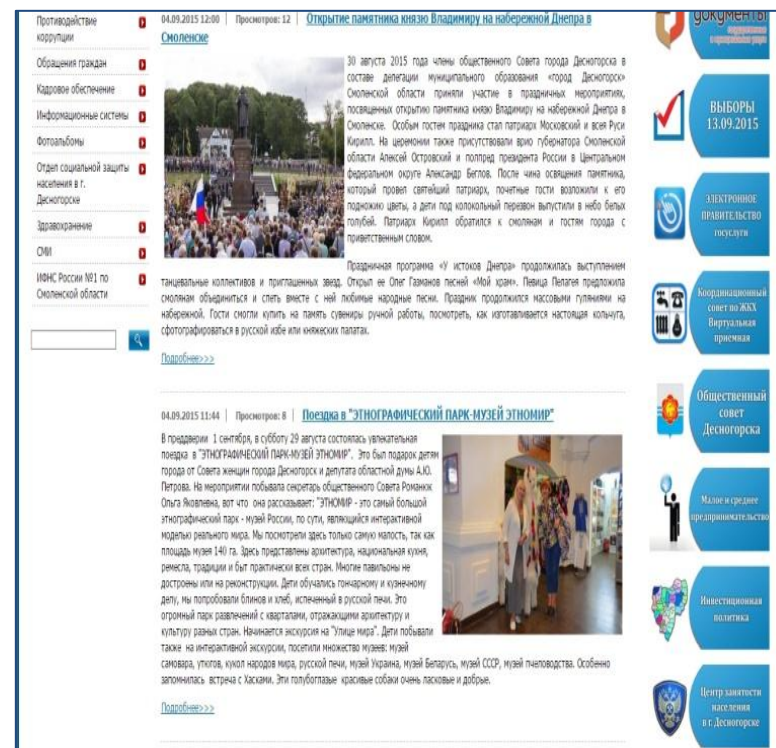 Противодействие
коррупции
Обращения граждан
Кадровое обеспечение
Информационные системы
Фотоальбомы
Отдел социальной защиты
населения в г.
Десногорске
Здравохранение
СМИ
ИФНС России №1 по
Смоленской области
04.09.2015 12:00 | Просмотров: 12 | Открытие памятника князю Владимиру на набережной Днепра в
Смоленске
30 августа 2015 года члены общественного Совета города Десногорска в
составе делегации муниципального образования «город Десногорск»
Смоленской области приняли участие в праздничных мероприятиях,
посвященных открытию памятника князю Владимиру на набережной Днепра в
Смоленске. Особым гостем праздника стал патриарх Московский и всея Руси
Кирилл. На церемонии также присутствовали врио губернатора Смоленской
области Алексей Островский и полпред президента России в Центральном
федеральном округе Александр Беглов. После чина освящения памятника,
который провел святейший патриарх, почетные гости возложили к его
подножию цветы, а дети под колокольный перезвон выпустили в небо белых
голубей. Патриарх Кирилл обратился к смолянам и гостям города с
приветственным словом.
Праздничная программа «У истоков Днепра» продолжилась выступлением
танцевальные коллективов и приглашенных звезд. Открыл ее Олег Газманов песней «Мой храм». Певица Пелагея предложила
смолянам объединиться и спеть вместе с ней любимые народные песни. Праздник продолжился массовыми гуляниями на
набережной. Гости смогли купить на память сувениры ручной работы, посмотреть, как изготавливается настоящая кольчуга,
сфотографироваться в русской избе или княжеских палатах.
Подробнее>>>
04.09.2015 11:44 | Просмотров: 8 | Поездка в "ЭТНОГРАФИЧЕСКИЙ ПАРК-МУЗЕЙ ЭТНОМИР"
В преддверии 1 сентября, в субботу 29 августа состоялась увлекательная
поездка в "ЭТНОГРАФИЧЕСКИЙ ПАРК-МУЗЕЙ ЭТНОМИР". Это был подарок детям
города от Совета женщин города Десногорск и депутата областной думы А.Ю.
Петрова. На мероприятии побывала секретарь общественного Совета Романюк
Ольга Яковлевна, вот что она рассказывает: "ЭТНОМИР - это самый большой
этнографический парк - музей России, по сути, являющийся интерактивной
моделью реального мира. Мы посмотрели здесь только самую малость, так как
площадь музея 140 га. Здесь представлены архитектура, национальная кухня,
ремесла, традиции и быт практически всех стран. Многие павильоны не
достроены или на реконструкции. Дети обучались гончарному и кузнечному
делу, мы попробовали блинов и хлеб, испеченный в русской печи. Это
огромный парк развлечений с кварталами, отражающими архитектуру и
культуру разных стран. Начинается экскурсия на "Улице мира". Дети побывали
также на интерактивной экскурсии, посетили множество музеев: музей
самовара, утюгов, кукол народов мира, русской печи, музей Украина, музей Беларусь, музей СССР, музей пчеловодства. Особенно
запомнилась встреча с Хасками. Эти голубоглазые красивые собаки очень ласковые и добрые.
Подробнее>>>
документы
государственные
и муниципальные услуги
ВЫБОРЫ
13.09.2015
ЭЛЕКТРОННОЕ
ПРАВИТЕЛЬСТВО
госуслуги
Координационный
совет по ЖКХ
Виртуальная
приемная
Общественный
совет
Десногорска
Малое и среднее
предпринимательство
Инвестиционная
политика
Центр занятости
населения
в г. Десногорске